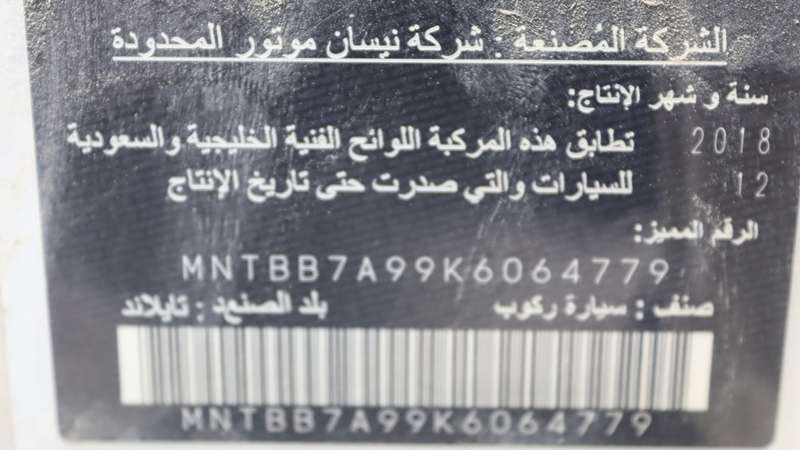 الشركة المُصنعة : شركة نيسان موتور المحدودة
سنة و شهر الإنتاج:
2018 تطابق هذه المركبة اللوائح الفنية الخليجية والسعودية
12 للسيارات والتي صدرت حتى تاريخ الإنتاج
الرقم المميز:
MNTBB7A99K6064779
صنف : سيارة ركوب بلد الصنع : تايلاند
MNTBB7A99K6064779